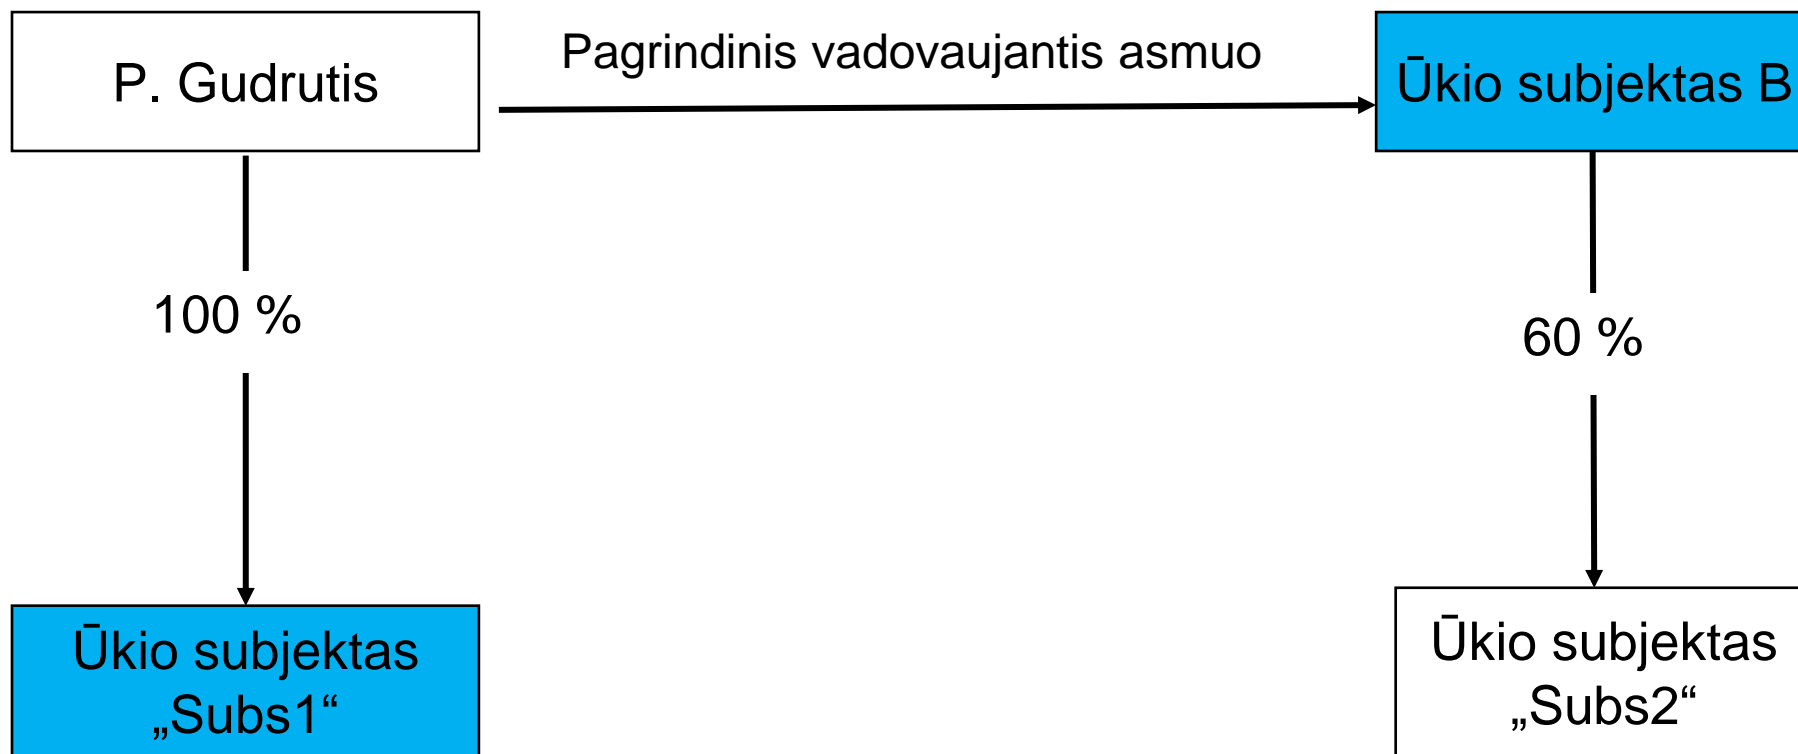 P. Gudrutis
Pagrindinis vadovaujantis asmuo
Ūkio subjektas B
100 %
60 %
Ūkio subjektas
„Subs1“
Ūkio subjektas
„Subs2“